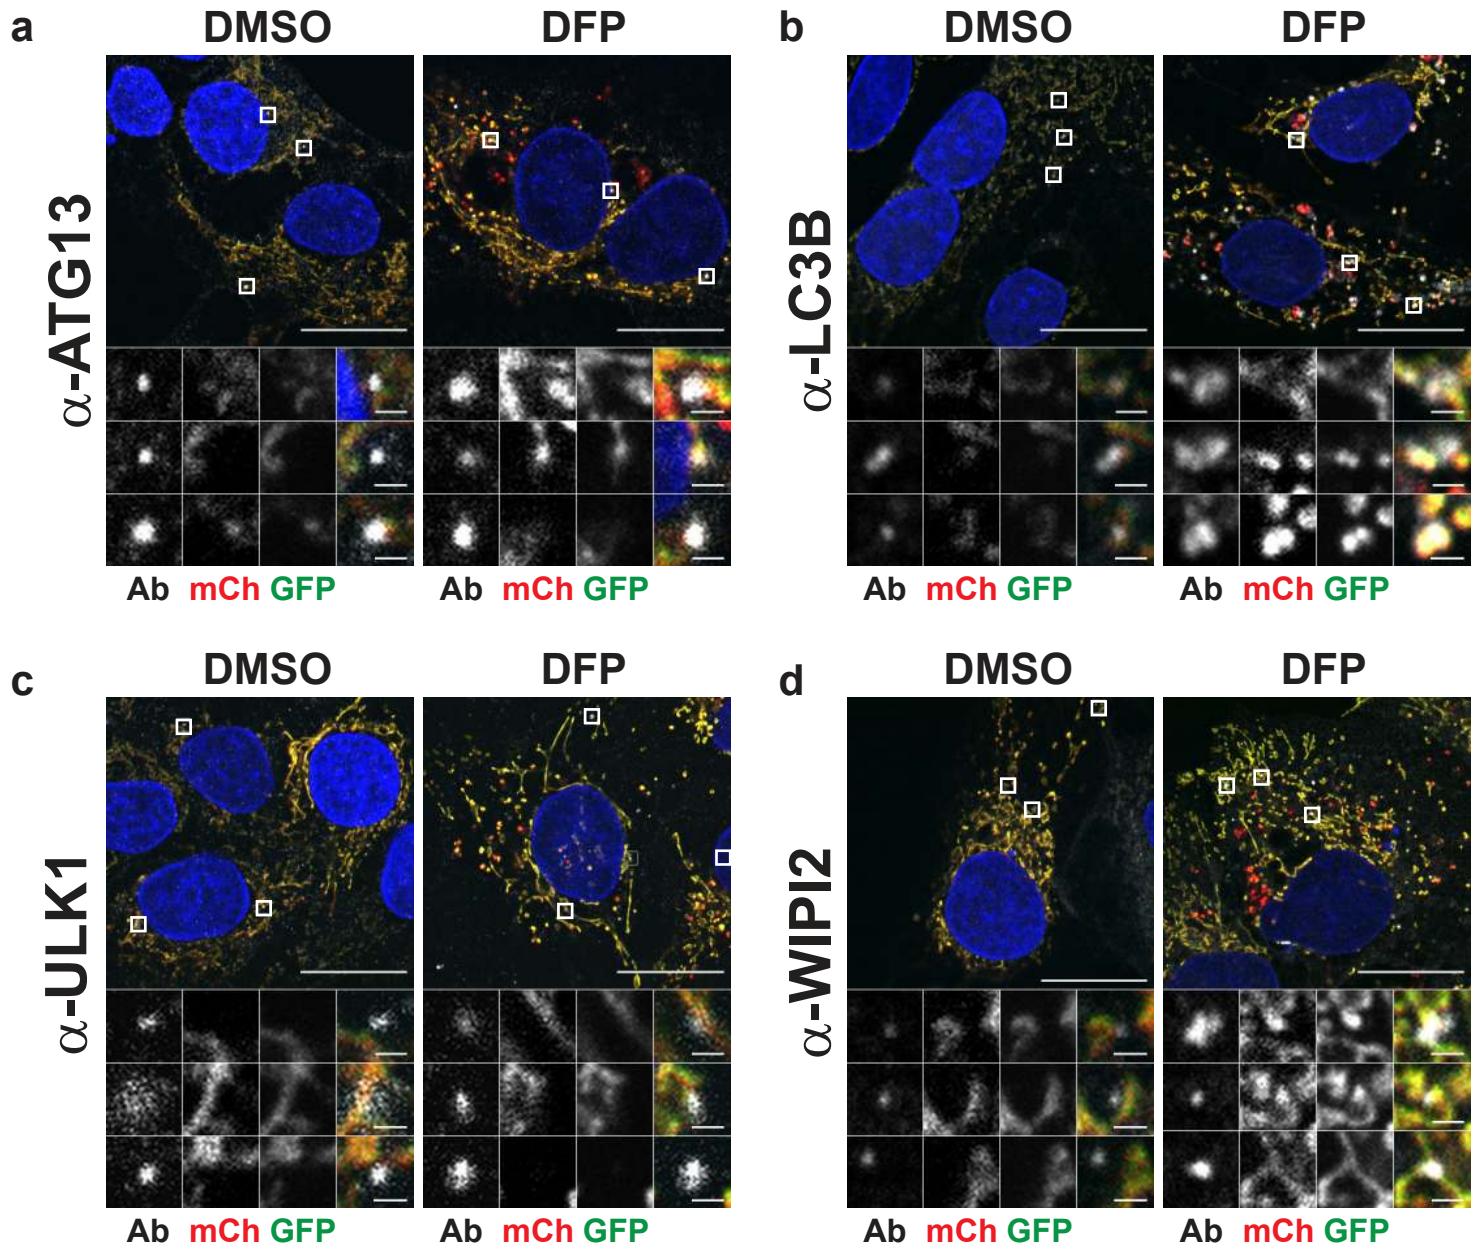 a
DMSO
DFP
α-ATG13
Ab mCh GFP
Ab mCh GFP
b
DMSO
DFP
α-LC3B
Ab mCh GFP
Ab mCh GFP
c
DMSO
DFP
α-ULK1
Ab mCh GFP
Ab mCh GFP
d
DMSO
DFP
α-WIPI2
Ab mCh GFP
Ab mCh GFP